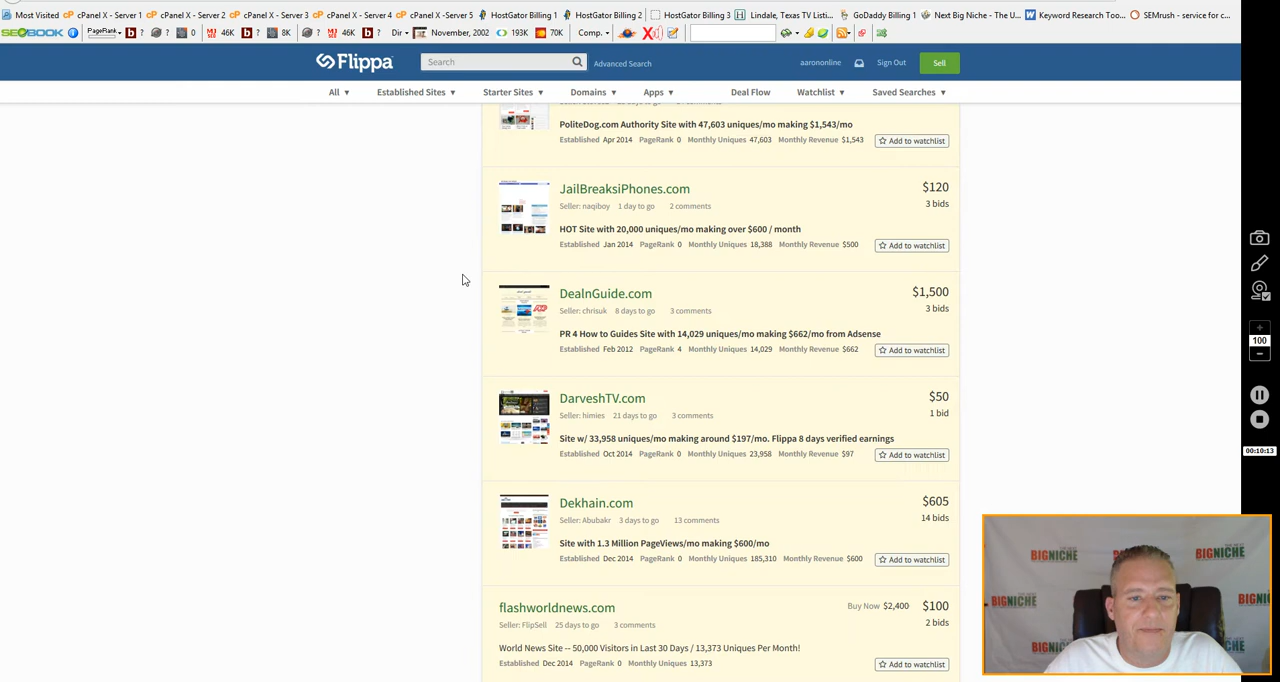 Most Visited cPanel X - Server 1 cPanel X - Server 2 cPanel X - Server 3 cPanel X - Server 4 cPanel X -Server 5 HostGator Billing 1 HostGator Billing 2 HostGator Billing 3 Lindale, Texas TV Listi... GoDaddy Billing 1 Next Big Niche - The U... Keyword Research Too... SEMrush - service for c...
SEOBOOK PageRank ? ? 0 46K ? 8K ? 46K ? Dir November, 2002 193K 70K Comp.
Flippa Search Advanced Search aarononline Sign Out Sell
All Established Sites Starter Sites Domains Apps Deal Flow Watchlist Saved Searches
PoliteDog.com Authority Site with 47,603 uniques/mo making $1,543/mo
Established Apr 2014 PageRank 0 Monthly Uniques 47,603 Monthly Revenue $1,543 Add to watchlist
JailBreaksiPhones.com $120
Seller: naqiboy 1 day to go 2 comments 3 bids
HOT Site with 20,000 uniques/mo making over $600 / month
Established Jan 2014 PageRank 0 Monthly Uniques 18,388 Monthly Revenue $500 Add to watchlist
DealnGuide.com $1,500
Seller: chrisuk 8 days to go 3 comments 3 bids
PR 4 How to Guides Site with 14,029 uniques/mo making $662/mo from Adsense
Established Feb 2012 PageRank 4 Monthly Uniques 14,029 Monthly Revenue $662 Add to watchlist
DarveshTV.com $50
Seller: himies 21 days to go 3 comments 1 bid
Site w/ 33,958 uniques/mo making around $197/mo. Flippa 8 days verified earnings
Established Oct 2014 PageRank 0 Monthly Uniques 23,958 Monthly Revenue $97 Add to watchlist
Dekhain.com $605
Seller: Abubakr 3 days to go 13 comments 14 bids
Site with 1.3 Million PageViews/mo making $600/mo
Established Dec 2014 PageRank 0 Monthly Uniques 185,310 Monthly Revenue $600 Add to watchlist
flashworldnews.com Buy Now $2,400 $100
Seller: FlipSell 25 days to go 3 comments 2 bids
World News Site -- 50,000 Visitors in Last 30 Days / 13,373 Uniques Per Month!
Established Dec 2014 PageRank 0 Monthly Uniques 13,373 Add to watchlist
100
00:10:13
BIGNICHE BIGNICHE
BIGNICHE
BIGNICHE BIGNICHE